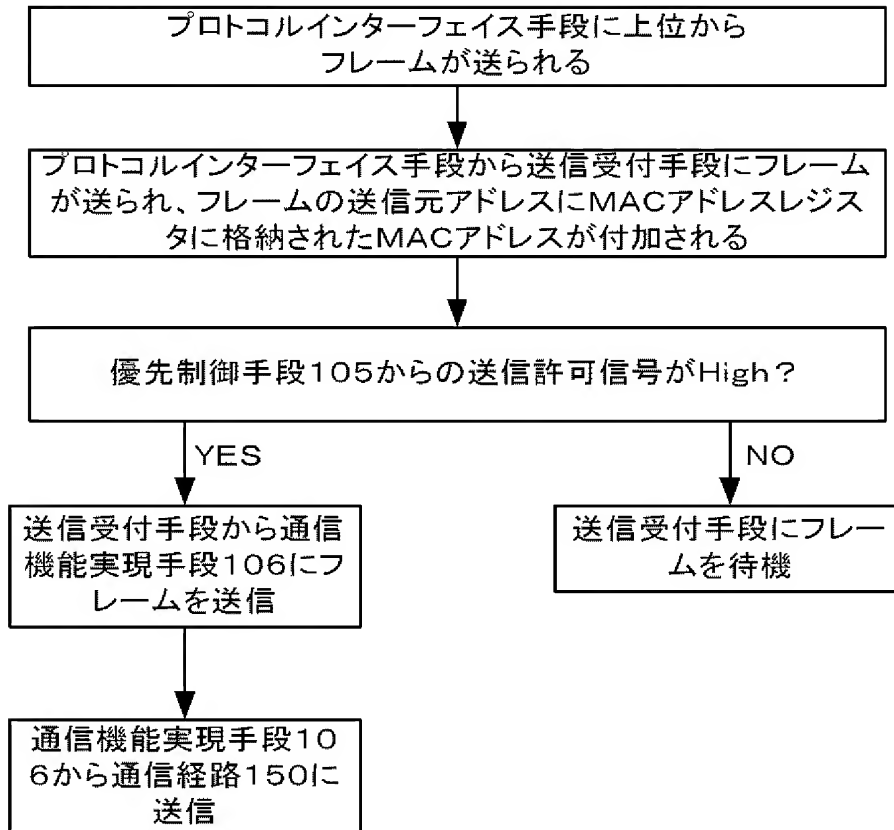 プロトコルインターフェイス手段に上位から
フレームが送られる
プロトコルインターフェイス手段から送信受付手段にフレーム
が送られ、フレームの送信元アドレスにMACアドレスレジス
タに格納されたMACアドレスが付加される
優先制御手段105からの送信許可信号がHigh?
YES
NO
送信受付手段から通信
機能実現手段106にフ
レームを送信
送信受付手段にフレー
ムを待機
通信機能実現手段10
6から通信経路150に
送信